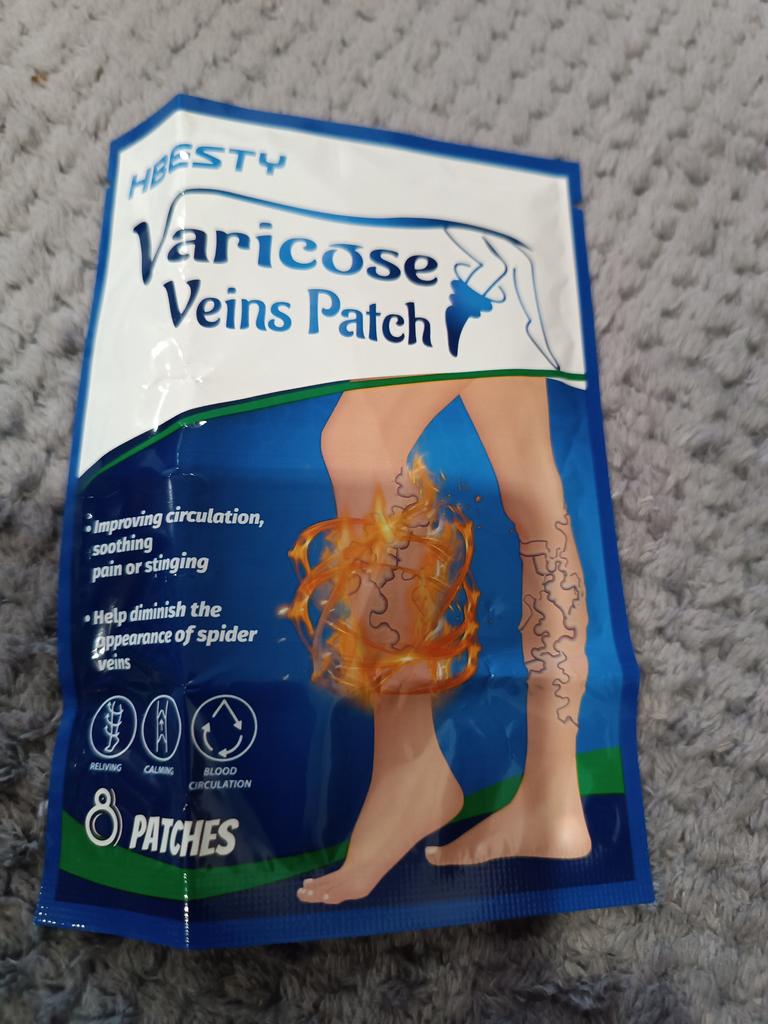 HBESTY
Varicose
Veins Patch
• Improving circulation,
soothing
pain or stinging
• Help diminish the
appearance of spider
veins
RELIVING CALMING BLOOD
CIRCULATION
8 PATCHES